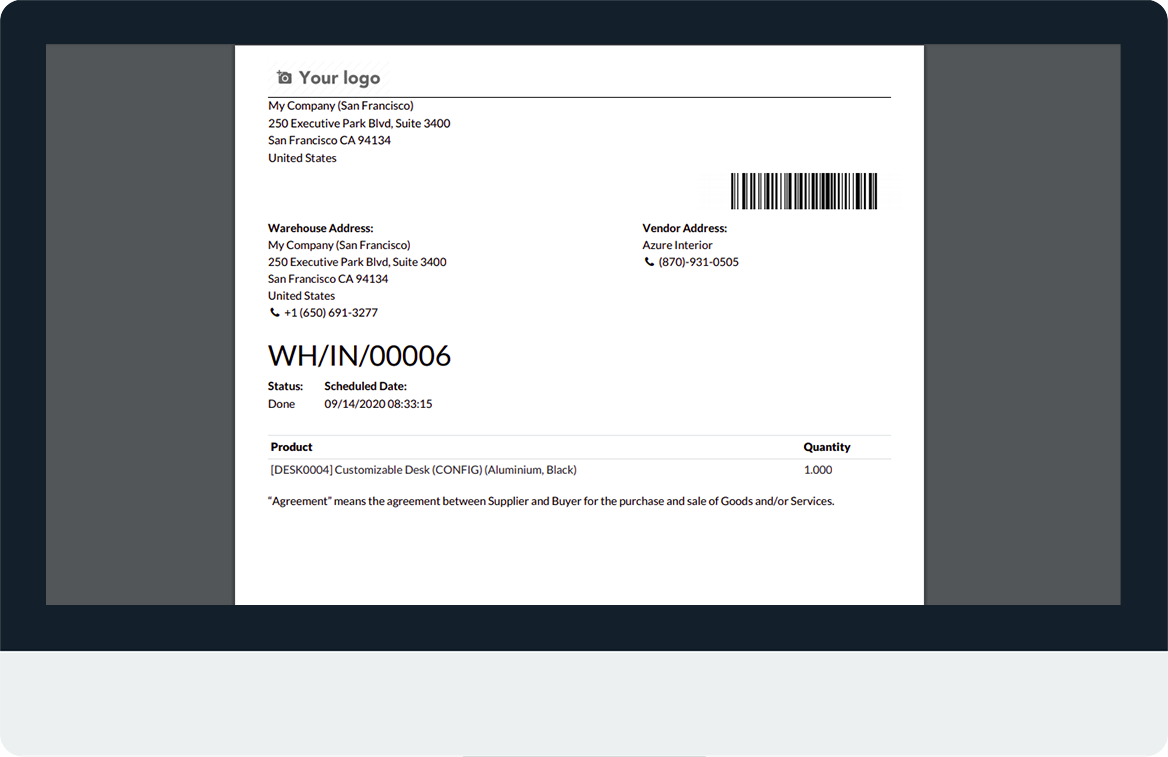 Your logo
My Company (San Francisco)
250 Executive Park Blvd, Suite 3400
San Francisco CA 94134
United States
Warehouse Address:
My Company (San Francisco)
250 Executive Park Blvd, Suite 3400
San Francisco CA 94134
United States
+1 (650) 691-3277
Vendor Address:
Azure Interior
(870)-931-0505
WH/IN/00006
Status: Scheduled Date:
Done 09/14/2020 08:33:15
Product Quantity
[DESK0004] Customizable Desk (CONFIG) (Aluminium, Black) 1.000
“Agreement” means the agreement between Supplier and Buyer for the purchase and sale of Goods and/or Services.